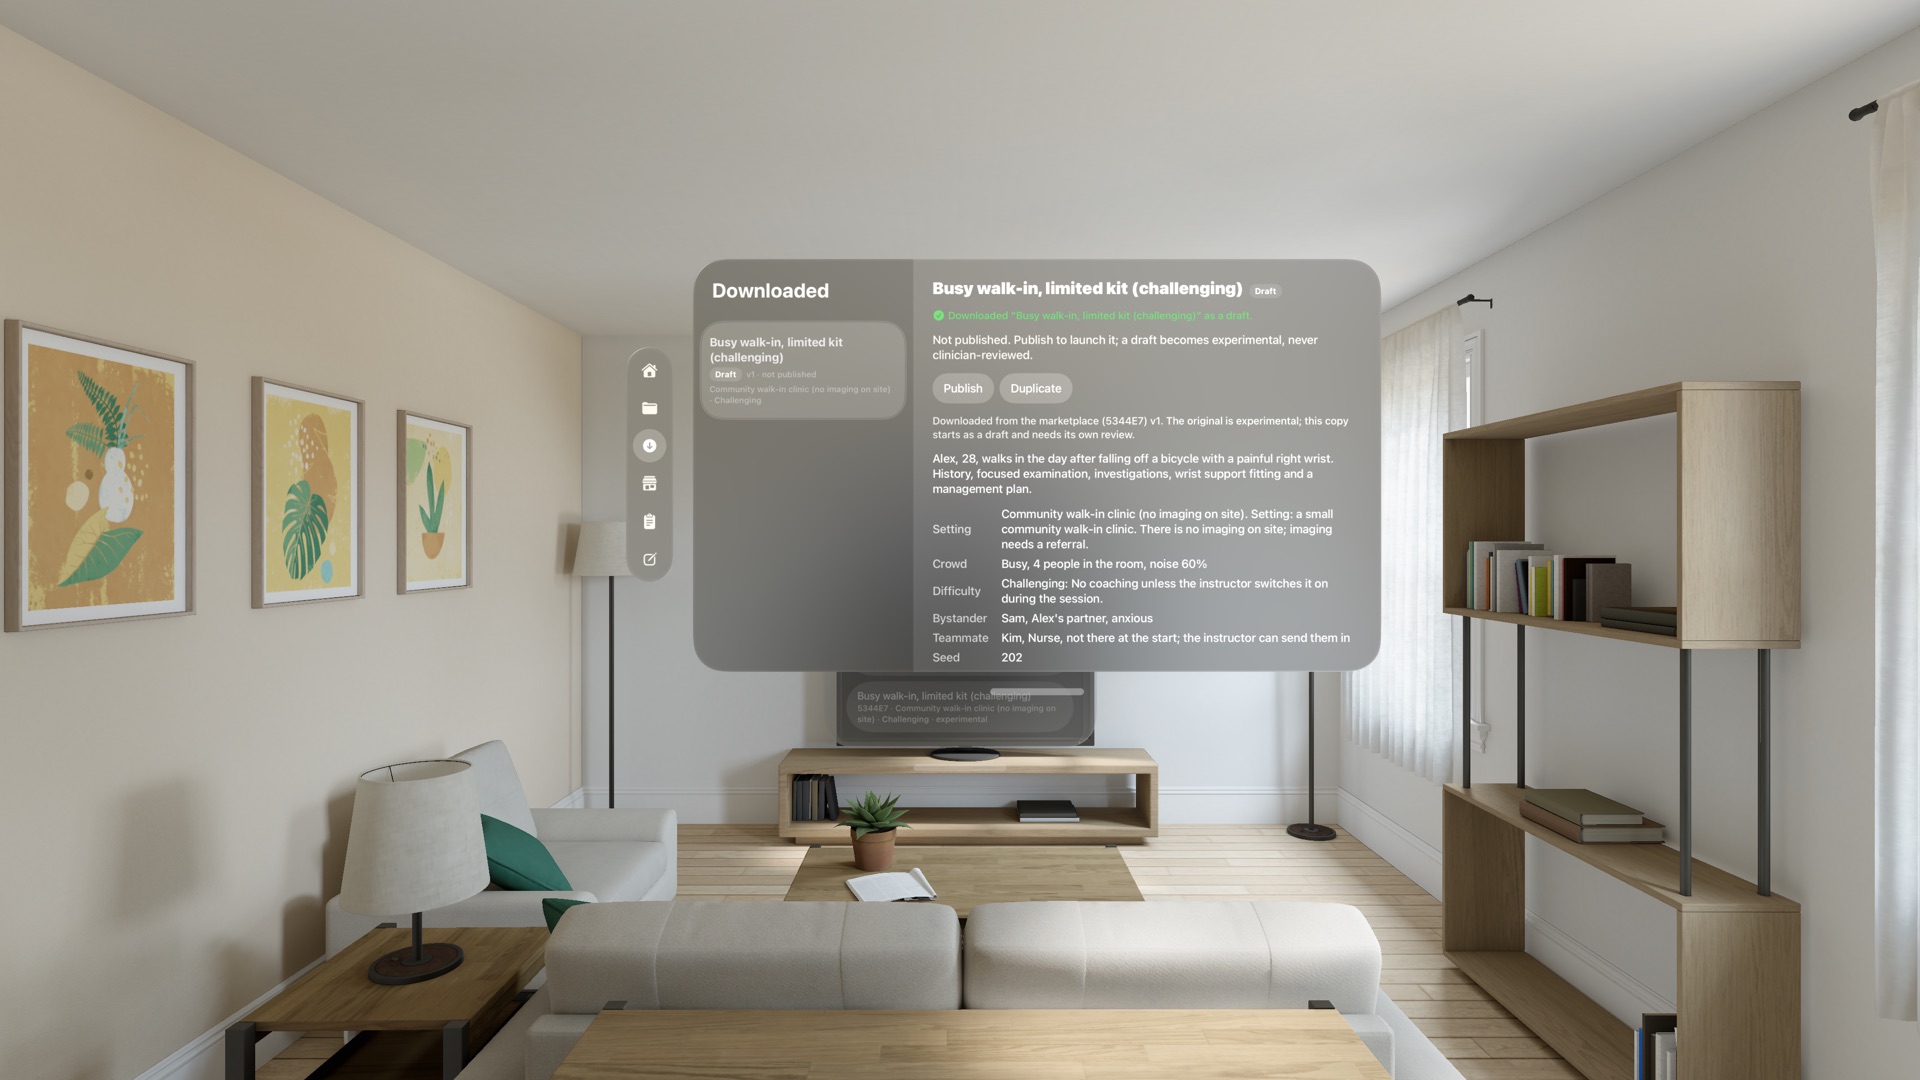 Downloaded
Busy walk-in, limited kit
(challenging)
Draft v1 · not published
Community walk-in clinic (no imaging on site)
· Challenging
Busy walk-in, limited kit (challenging) Draft
Downloaded "Busy walk-in, limited kit (challenging)" as a draft.
Not published. Publish to launch it; a draft becomes experimental, never
clinician-reviewed.
Publish Duplicate
Downloaded from the marketplace (5344E7) v1. The original is experimental; this copy
starts as a draft and needs its own review.
Alex, 28, walks in the day after falling off a bicycle with a painful right wrist.
History, focused examination, investigations, wrist support fitting and a
management plan.
Setting Community walk-in clinic (no imaging on site). Setting: a small
community walk-in clinic. There is no imaging on site; imaging
needs a referral.
Crowd Busy, 4 people in the room, noise 60%
Difficulty Challenging: No coaching unless the instructor switches it on
during the session.
Bystander Sam, Alex's partner, anxious
Teammate Kim, Nurse, not there at the start; the instructor can send them in
Seed 202
Busy walk-in, limited kit (challenging)
5344E7 · Community walk-in clinic (no imaging on
site) · Challenging · experimental